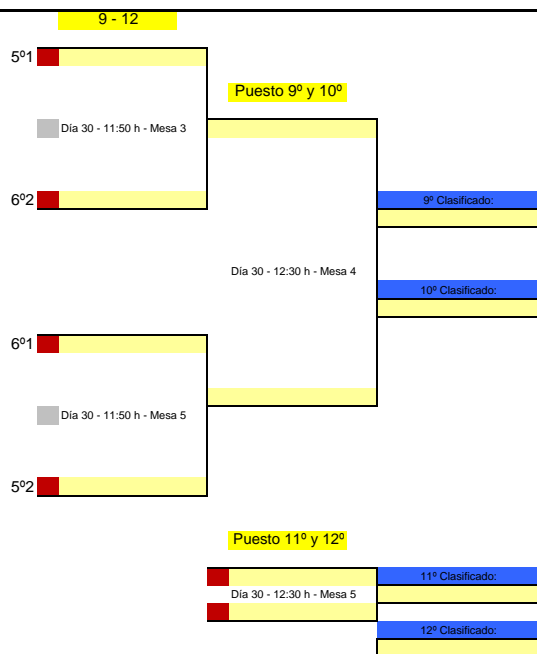 9 - 12
5º1
Puesto 9º y 10º
Día 30 - 11:50 h - Mesa 3
6º2
9º Clasificado:
Día 30 - 12:30 h - Mesa 4
10º Clasificado:
6º1
Día 30 - 11:50 h - Mesa 5
5º2
Puesto 11º y 12º
11º Clasificado:
Día 30 - 12:30 h - Mesa 5
12º Clasificado: